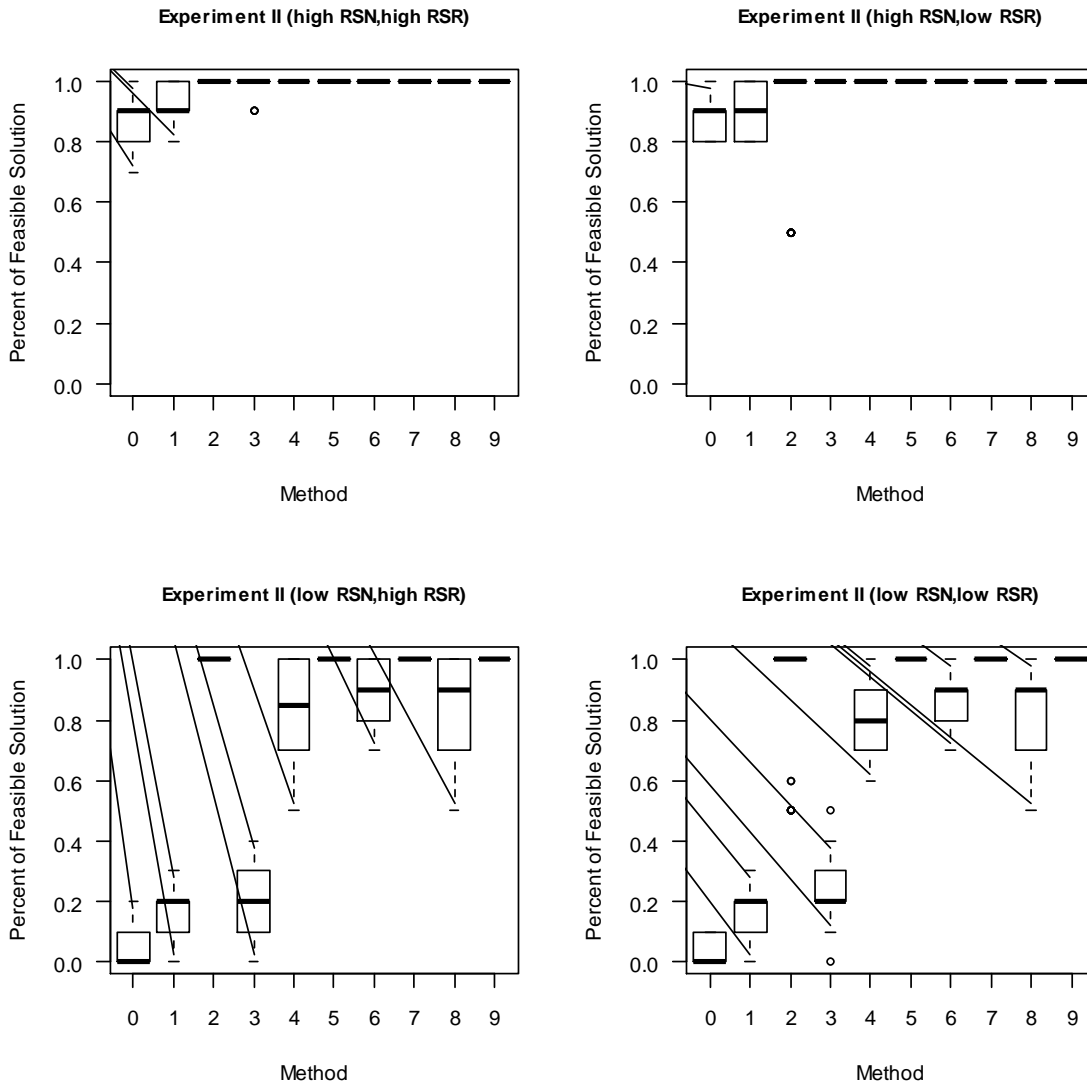 Experiment II (high RSN,high RSR)
Percent of Feasible Solution
1.0
0.8
0.6
0.4
0.2
0.0
0 1 2 3 4 5 6 7 8 9
Method
Experiment II (high RSN,low RSR)
Percent of Feasible Solution
1.0
0.8
0.6
0.4
0.2
0.0
0 1 2 3 4 5 6 7 8 9
Method
Experiment II (low RSN,high RSR)
Percent of Feasible Solution
1.0
0.8
0.6
0.4
0.2
0.0
0 1 2 3 4 5 6 7 8 9
Method
Experiment II (low RSN,low RSR)
Percent of Feasible Solution
1.0
0.8
0.6
0.4
0.2
0.0
0 1 2 3 4 5 6 7 8 9
Method